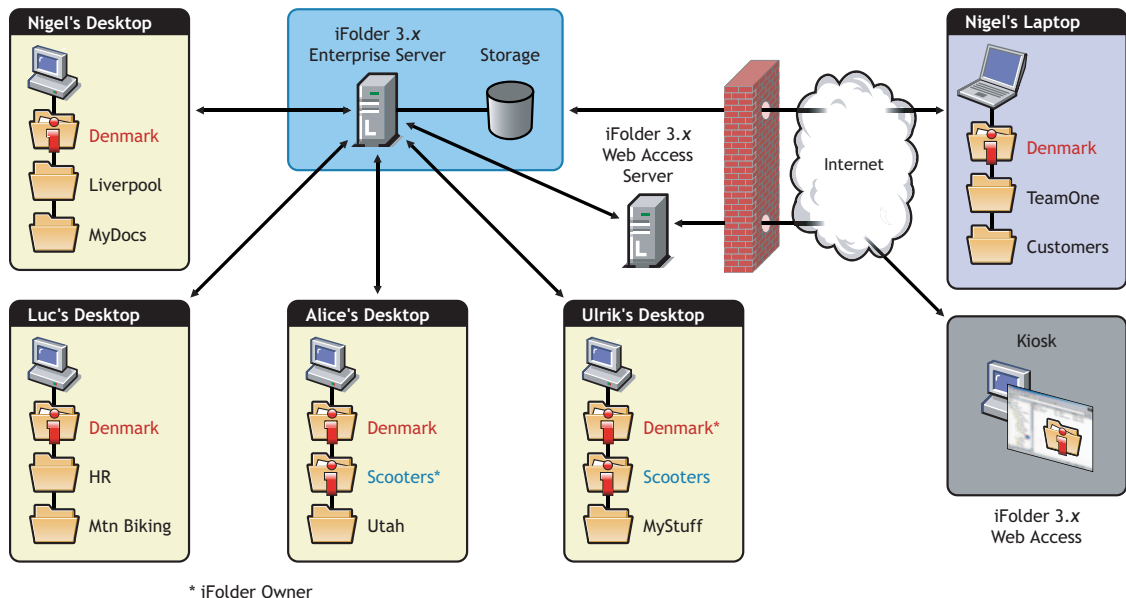 Nigel's Desktop
Denmark
Liverpool
MyDocs
iFolder 3.x
Enterprise Server
Storage
L
iFolder 3.x
Web Access
Server
L
Internet
Nigel's Laptop
Denmark
TeamOne
Customers
Luc's Desktop
Denmark
HR
Mtn Biking
Alice's Desktop
Denmark
Scooters*
Utah
Ulrik's Desktop
Denmark*
Scooters
MyStuff
Kiosk
iFolder 3.x
Web Access
* iFolder Owner